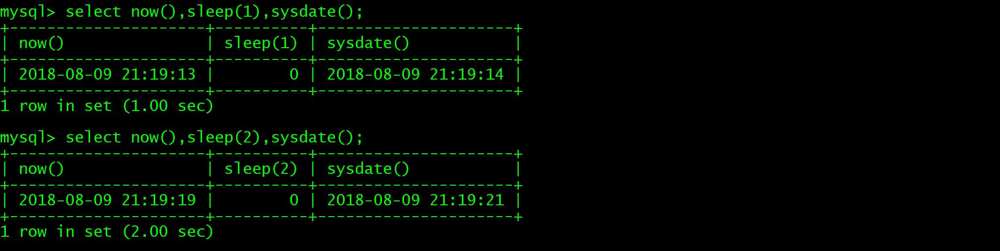 mysql> select now(),sleep(1),sysdate();
+---------------------+----------+---------------------+
| now()               | sleep(1) | sysdate()           |
+---------------------+----------+---------------------+
| 2018-08-09 21:19:13 |        0 | 2018-08-09 21:19:14 |
+---------------------+----------+---------------------+
1 row in set (1.00 sec)

mysql> select now(),sleep(2),sysdate();
+---------------------+----------+---------------------+
| now()               | sleep(2) | sysdate()           |
+---------------------+----------+---------------------+
| 2018-08-09 21:19:19 |        0 | 2018-08-09 21:19:21 |
+---------------------+----------+---------------------+
1 row in set (2.00 sec)